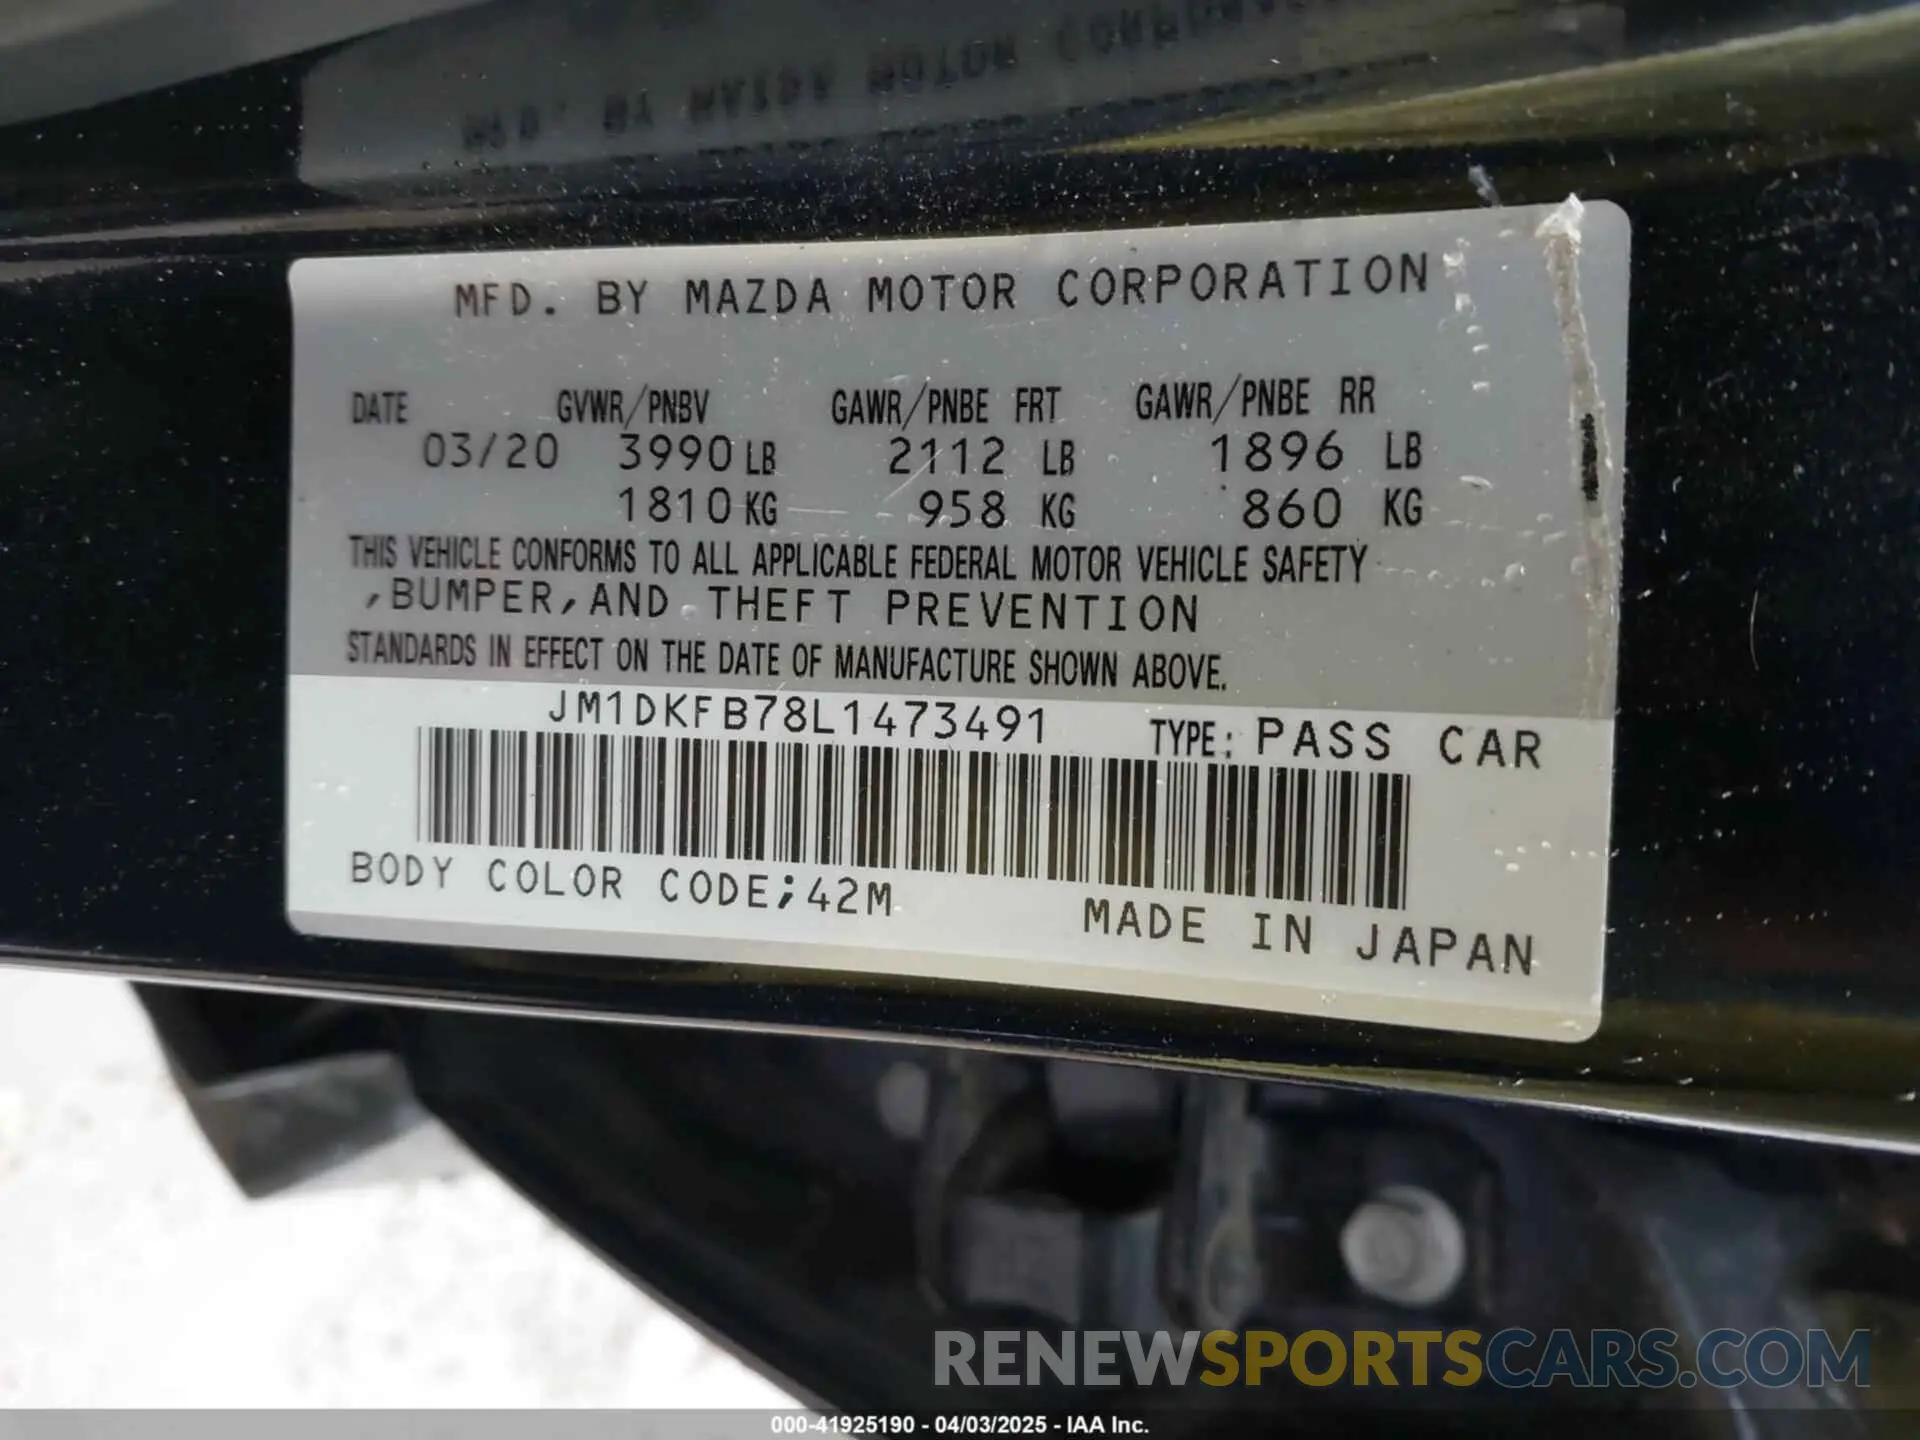 MFD. BY MAZDA MOTOR CORPORATION
DATE GVWR/PNBV GAWR/PNBE FRT GAWR/PNBE RR
03/20 3990 LB 2112 LB 1896 LB
1810 KG 958 KG 860 KG
THIS VEHICLE CONFORMS TO ALL APPLICABLE FEDERAL MOTOR VEHICLE SAFETY
,BUMPER,AND THEFT PREVENTION
STANDARDS IN EFFECT ON THE DATE OF MANUFACTURE SHOWN ABOVE.
JM1DKFB78L1473491 TYPE: PASS CAR
BODY COLOR CODE;42M
MADE IN JAPAN
RENEWSPORTSCARS.COM
000-41925190 - 04/03/2025 - IAA Inc.